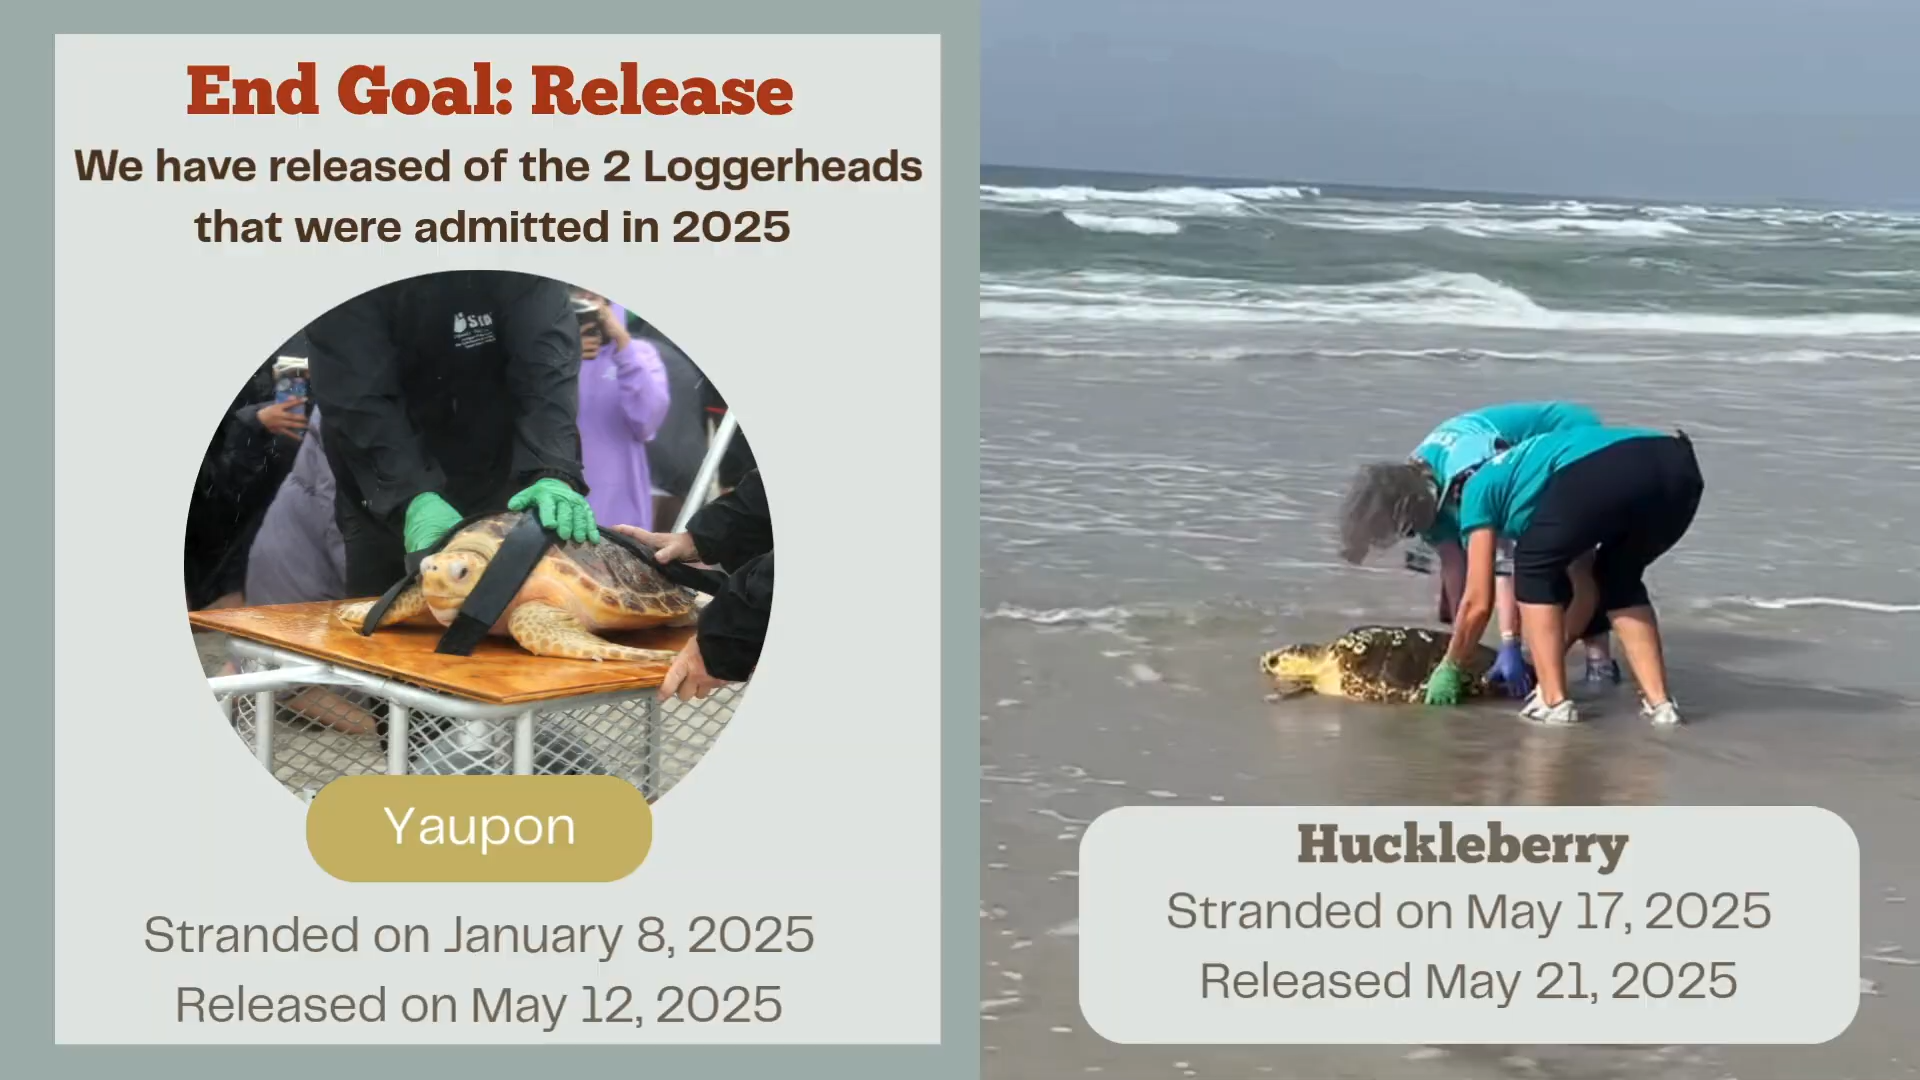 End Goal: Release
We have released of the 2 Loggerheads
that were admitted in 2025
Yaupon
Stranded on January 8, 2025
Released on May 12, 2025
Huckleberry
Stranded on May 17, 2025
Released May 21, 2025